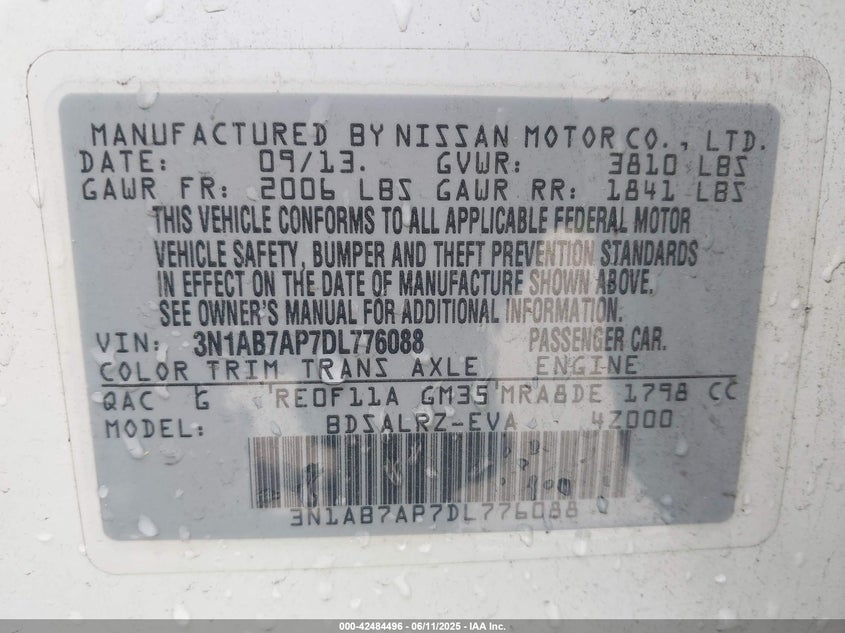 MANUFACTURED BY NISSAN MOTOR CO., LTD.
DATE: 09/13. GVWR: 3810 LBS
GAWR FR: 2006 LBS GAWR RR: 1841 LBS
THIS VEHICLE CONFORMS TO ALL APPLICABLE FEDERAL MOTOR
VEHICLE SAFETY, BUMPER AND THEFT PREVENTION STANDARDS
IN EFFECT ON THE DATE OF MANUFACTURE SHOWN ABOVE.
SEE OWNER'S MANUAL FOR ADDITIONAL INFORMATION.
VIN: 3N1AB7AP7DL776088 PASSENGER CAR.
COLOR TRIM TRANS AXLE ENGINE
QAC G RE0F11A GM35 MRA8DE 1798 CC
MODEL: BDSALRZ-EVA 4Z000
3N1AB7AP7DL776088
000-42484496 - 06/11/2025 - IAA Inc.